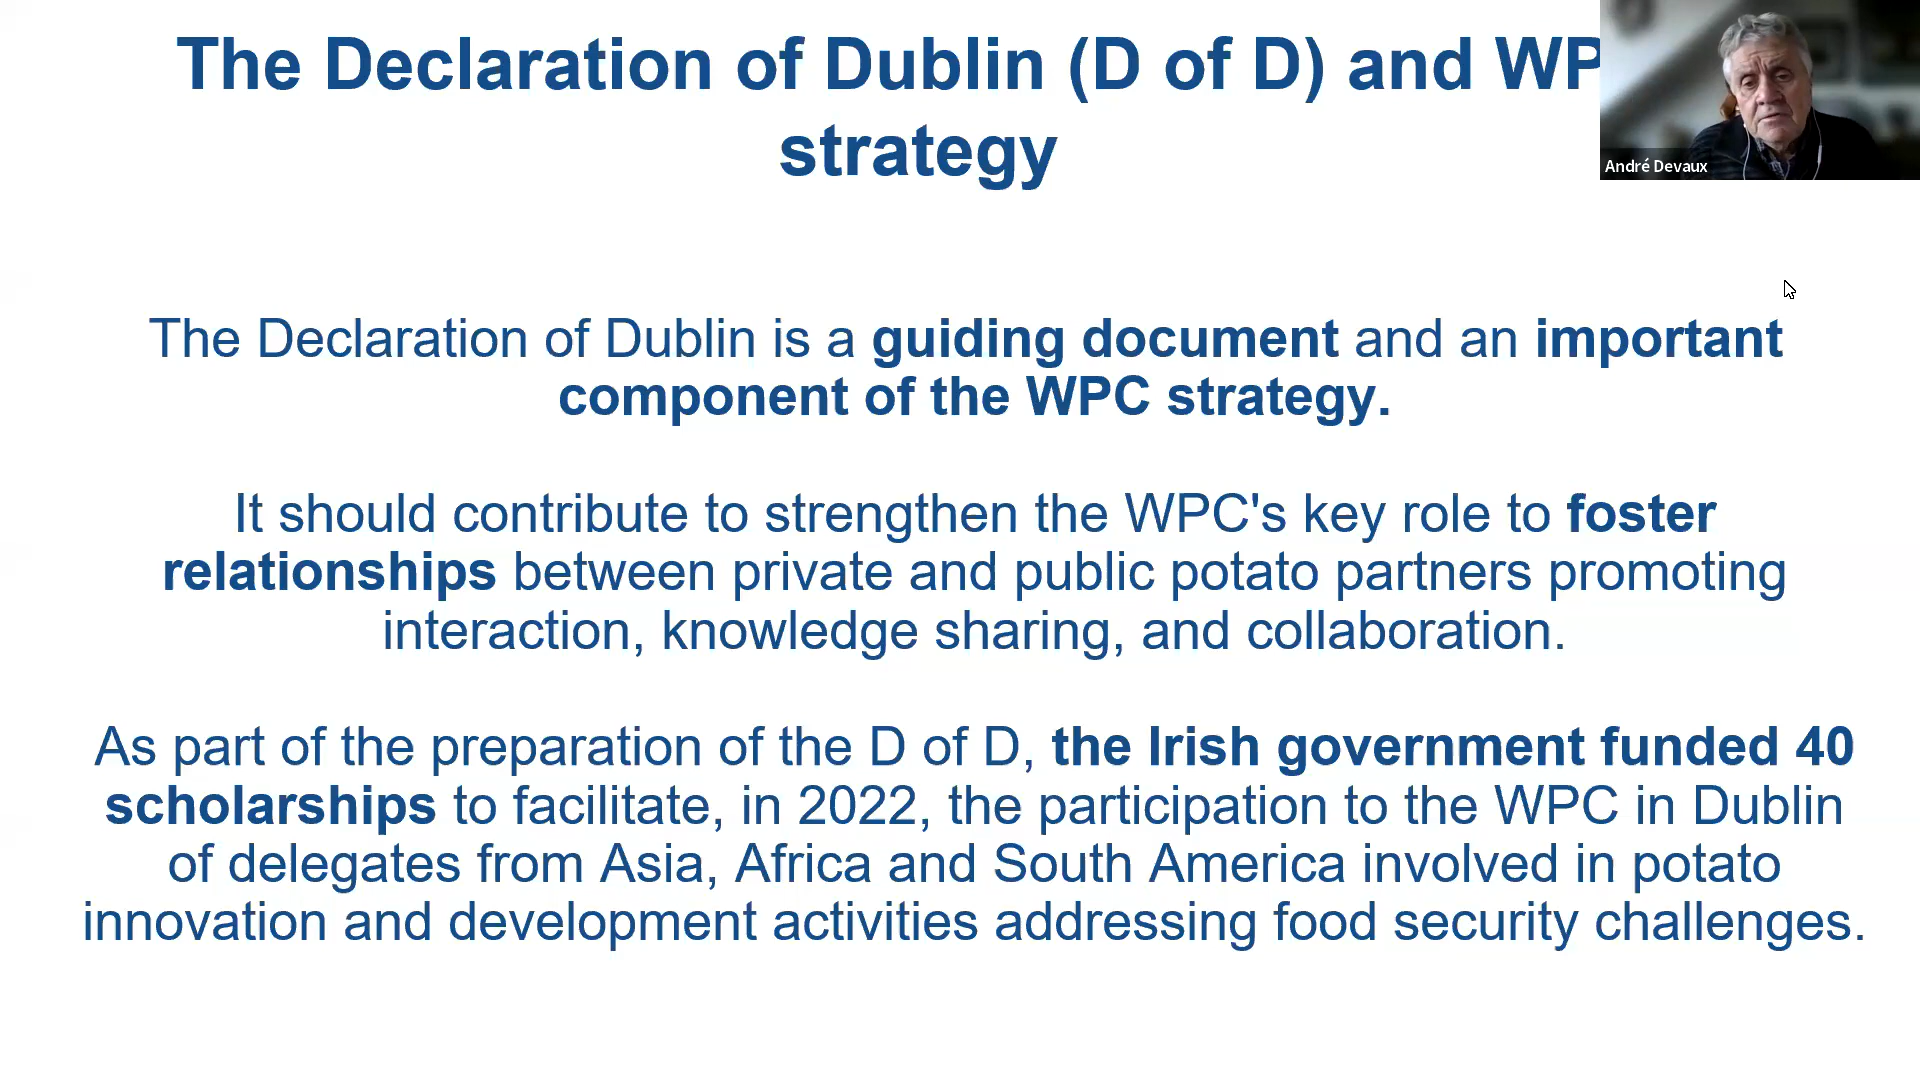 The Declaration of Dublin (D of D) and WP
strategy
André Devaux
The Declaration of Dublin is a guiding document and an important
component of the WPC strategy.
It should contribute to strengthen the WPC's key role to foster
relationships between private and public potato partners promoting
interaction, knowledge sharing, and collaboration.
As part of the preparation of the D of D, the Irish government funded 40
scholarships to facilitate, in 2022, the participation to the WPC in Dublin
of delegates from Asia, Africa and South America involved in potato
innovation and development activities addressing food security challenges.